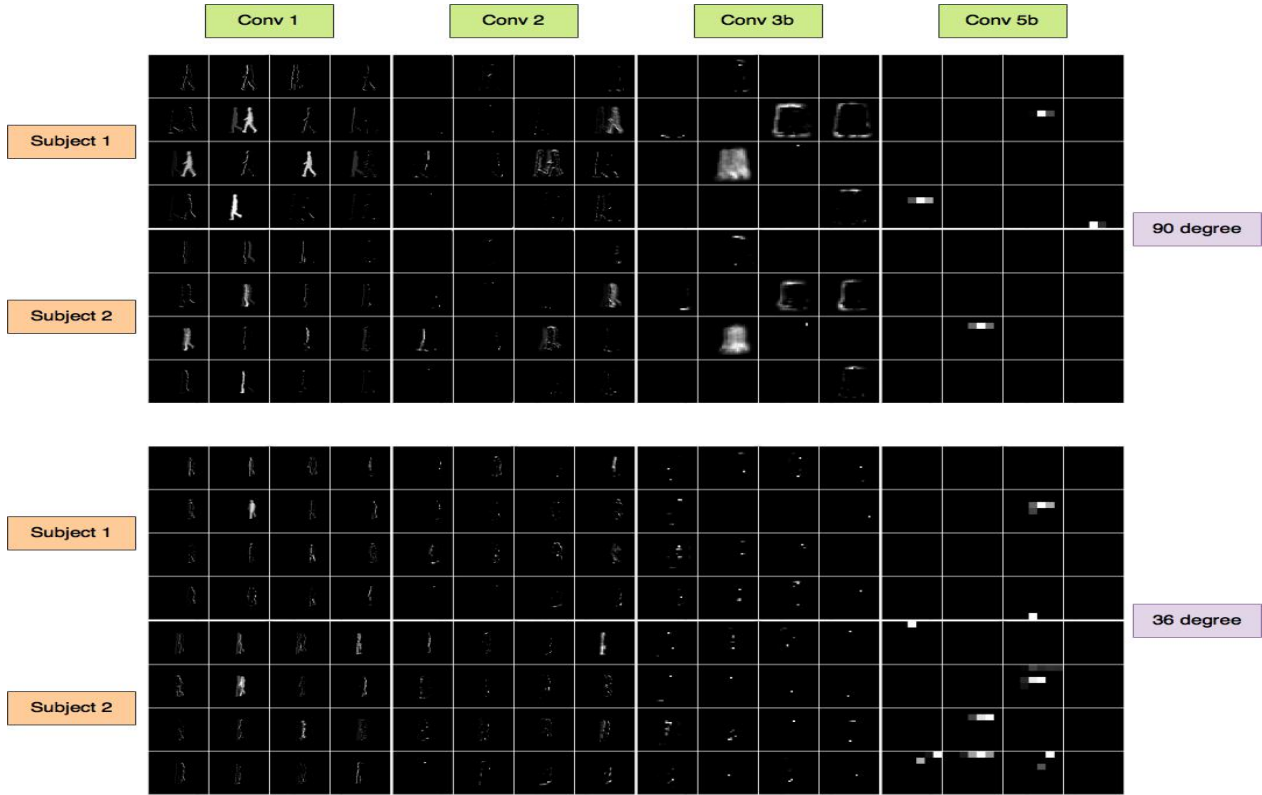 Conv 1
Conv 2
Conv 3b
Conv 5b
Subject 1
90 degree
Subject 2
Subject 1
36 degree
Subject 2